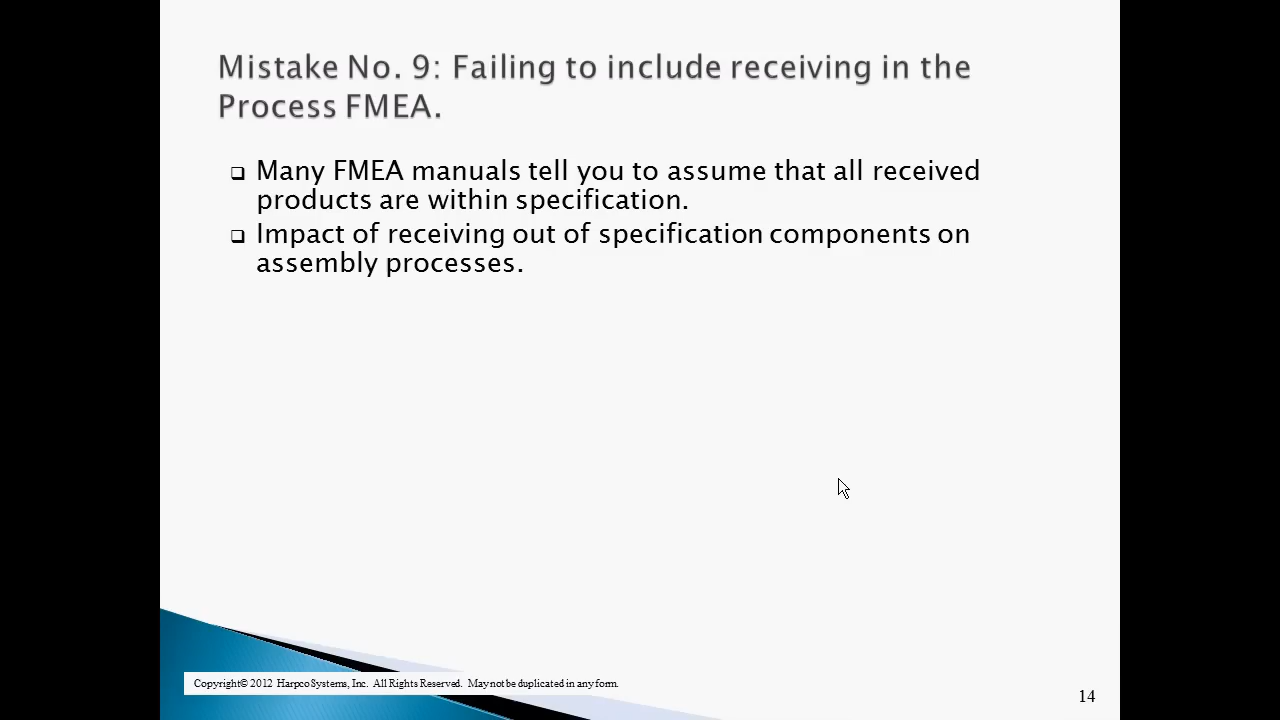 Mistake No. 9: Failing to include receiving in the
Process FMEA.
Many FMEA manuals tell you to assume that all received
products are within specification.
Impact of receiving out of specification components on
assembly processes.
Copyright© 2012 Harpco Systems, Inc. All Rights Reserved. May not be duplicated in any form.
14